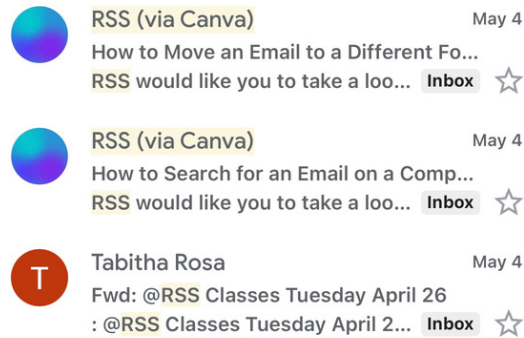 RSS (via Canva) May 4
How to Move an Email to a Different Fo...
RSS would like you to take a loo... Inbox
RSS (via Canva) May 4
How to Search for an Email on a Comp...
RSS would like you to take a loo... Inbox
T Tabitha Rosa May 4
Fwd: @RSS Classes Tuesday April 26
: @RSS Classes Tuesday April 2... Inbox